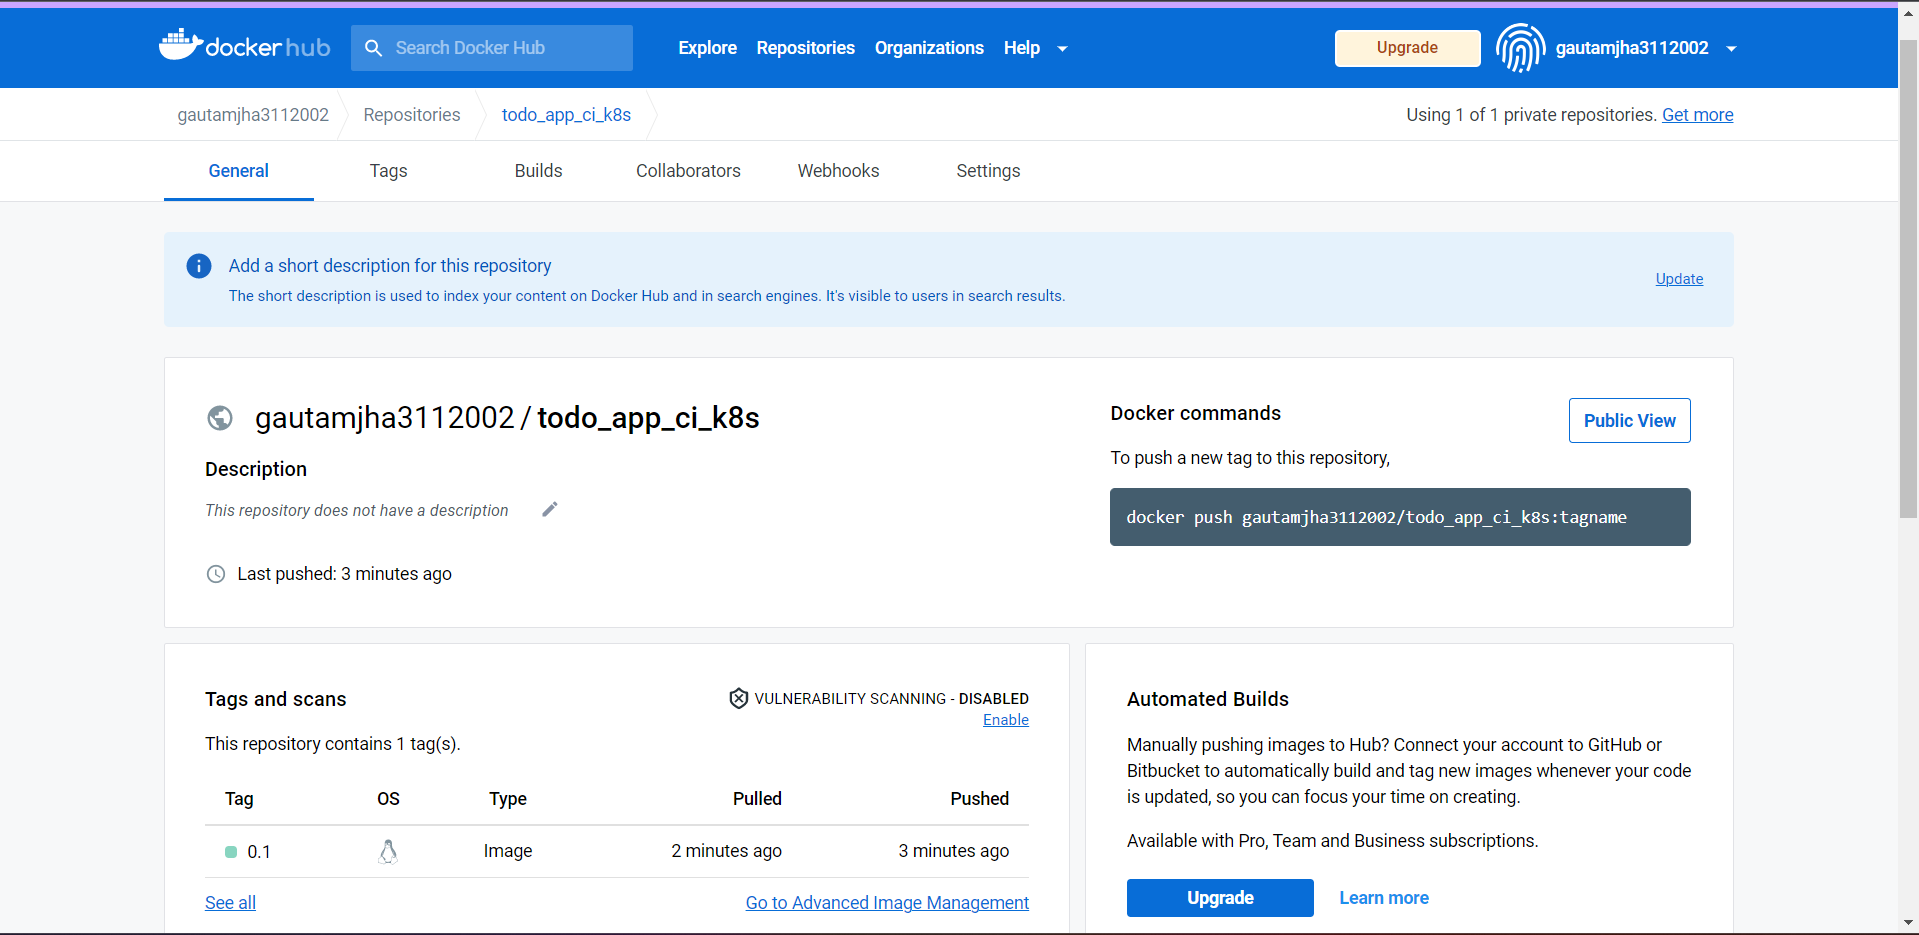 docker hub
Search Docker Hub
Explore
Repositories
Organizations
Help
Upgrade
gautamjha3112002
gautamjha3112002
Repositories
todo_app_ci_k8s
Using 1 of 1 private repositories. Get more
General
Tags
Builds
Collaborators
Webhooks
Settings
Add a short description for this repository
The short description is used to index your content on Docker Hub and in search engines. It's visible to users in search results.
Update
gautamjha3112002 / todo_app_ci_k8s
Description
This repository does not have a description
Last pushed: 3 minutes ago
Docker commands
Public View
To push a new tag to this repository,
docker push gautamjha3112002/todo_app_ci_k8s:tagname
Tags and scans
VULNERABILITY SCANNING - DISABLED
Enable
This repository contains 1 tag(s).
Tag OS Type Pulled Pushed
0.1 Image 2 minutes ago 3 minutes ago
See all
Go to Advanced Image Management
Automated Builds
Manually pushing images to Hub? Connect your account to GitHub or
Bitbucket to automatically build and tag new images whenever your code
is updated, so you can focus your time on creating.
Available with Pro, Team and Business subscriptions.
Upgrade
Learn more